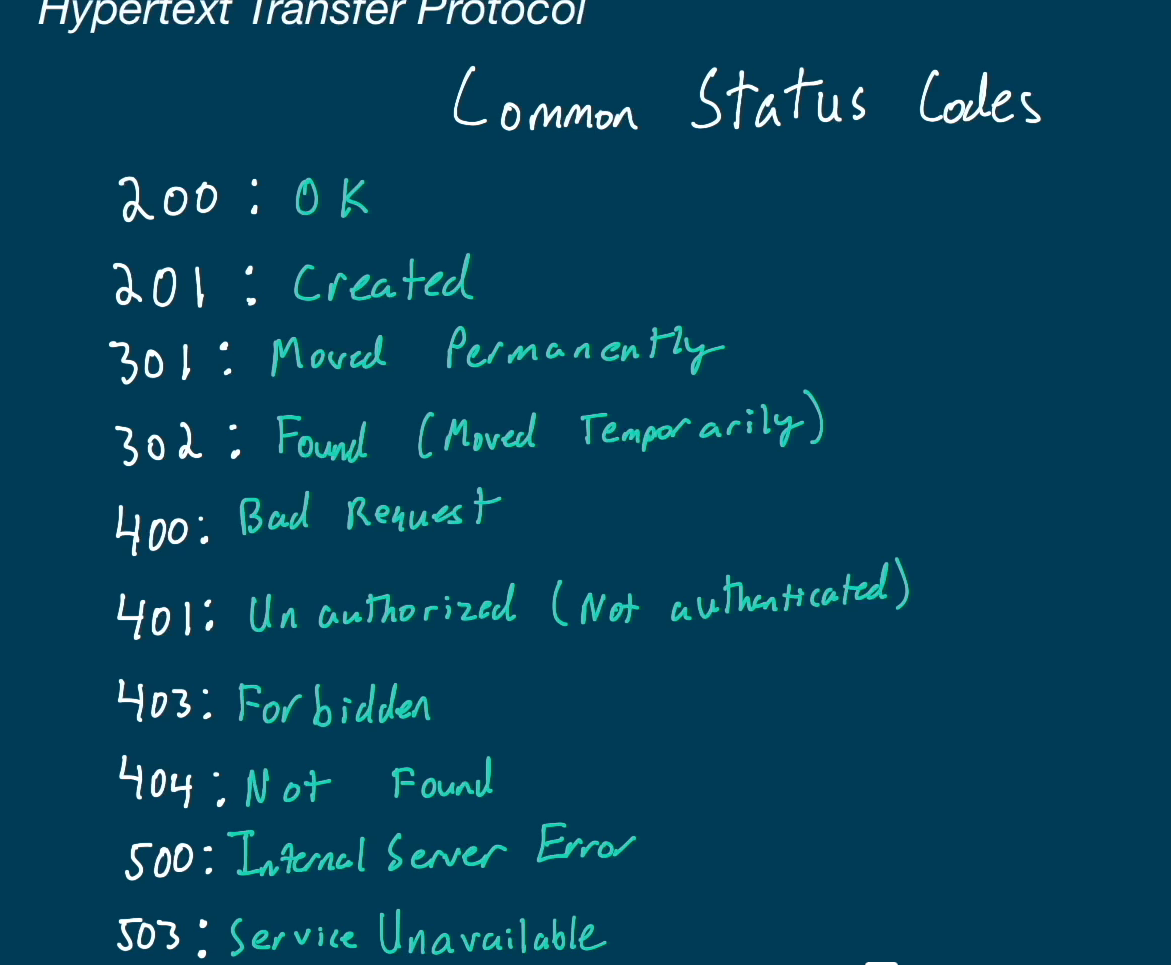 Hypertext Transfer Protocol
Common Status Codes
200: OK
201: Created
301: Moved Permanently
302: Found (Moved Temporarily)
400: Bad Request
401: Unauthorized (Not authenticated)
403: Forbidden
404: Not Found
500: Internal Server Error
503: Service Unavailable